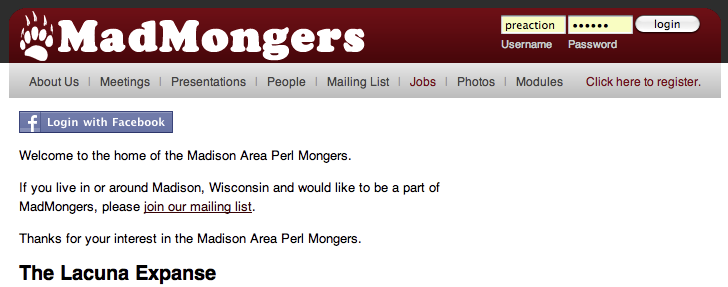 MadMongers
preaction •••••• login
Username Password
About Us | Meetings | Presentations | People | Mailing List | Jobs | Photos | Modules Click here to register.
f Login with Facebook
Welcome to the home of the Madison Area Perl Mongers.
If you live in or around Madison, Wisconsin and would like to be a part of
MadMongers, please join our mailing list.
Thanks for your interest in the Madison Area Perl Mongers.
The Lacuna Expanse